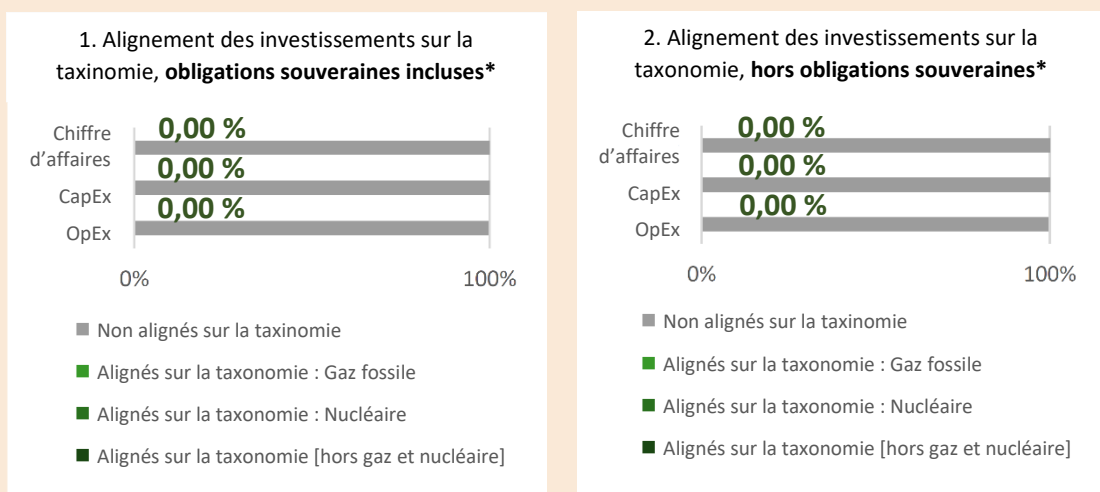 1. Alignement des investissements sur la
taxinomie, obligations souveraines incluses*
Chiffre
d’affaires
0,00 %
CapEx
0,00 %
OpEx
0,00 %
0%
100%
Non alignés sur la taxinomie
Alignés sur la taxonomie : Gaz fossile
Alignés sur la taxonomie : Nucléaire
Alignés sur la taxonomie [hors gaz et nucléaire]
2. Alignement des investissements sur la
taxonomie, hors obligations souveraines*
Chiffre
d’affaires
0,00 %
CapEx
0,00 %
OpEx
0,00 %
0%
100%
Non alignés sur la taxinomie
Alignés sur la taxonomie : Gaz fossile
Alignés sur la taxonomie : Nucléaire
Alignés sur la taxonomie [hors gaz et nucléaire]